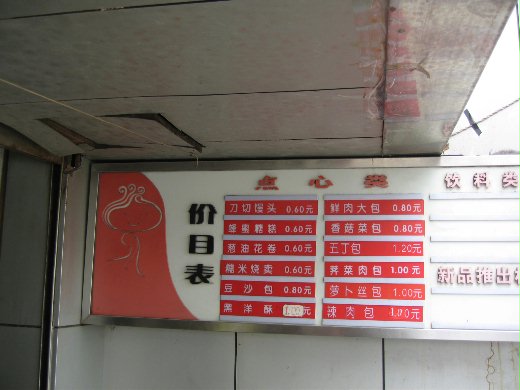 点心类
饮料类
价目表
刀切馒头 0.60元
蜂蜜糕 0.60元
葱油花卷 0.60元
糯米烧卖 0.60元
豆沙包 0.80元
黑洋酥 元
鲜肉大包 0.80元
香菇菜包 0.80元
五丁包 1.20元
荠菜肉包 1.00元
萝卜丝包 1.00元
辣肉包 1.00元
新品推出